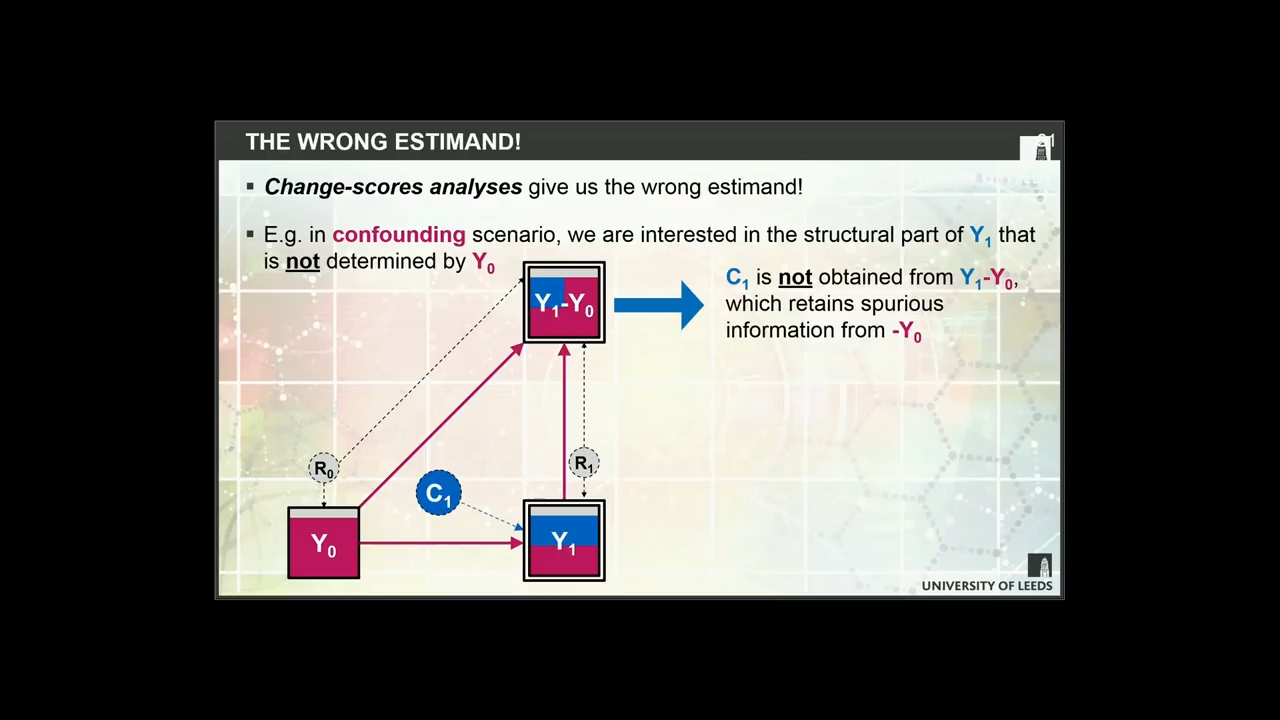 THE WRONG ESTIMAND!
▪ Change-scores analyses give us the wrong estimand!
▪ E.g. in confounding scenario, we are interested in the structural part of Y₁ that
is not determined by Y₀
Y₁-Y₀
C₁ is not obtained from Y₁-Y₀,
which retains spurious
information from -Y₀
R₀
R₁
C₁
Y₀
Y₁
UNIVERSITY OF LEEDS